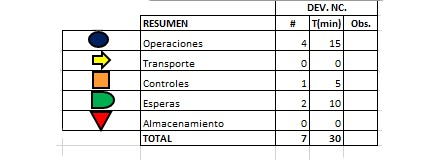 DEV. NC.
RESUMEN # T(min) Obs.
Operaciones 4 15
Transporte 0 0
Controles 1 5
Esperas 2 10
Almacenamiento 0 0
TOTAL 7 30